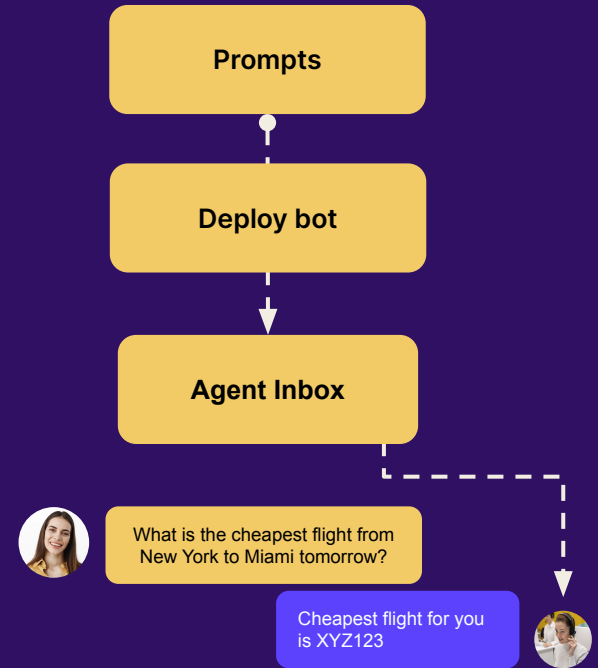 Prompts
Deploy bot
Agent Inbox
What is the cheapest flight from
New York to Miami tomorrow?
Cheapest flight for you
is XYZ123